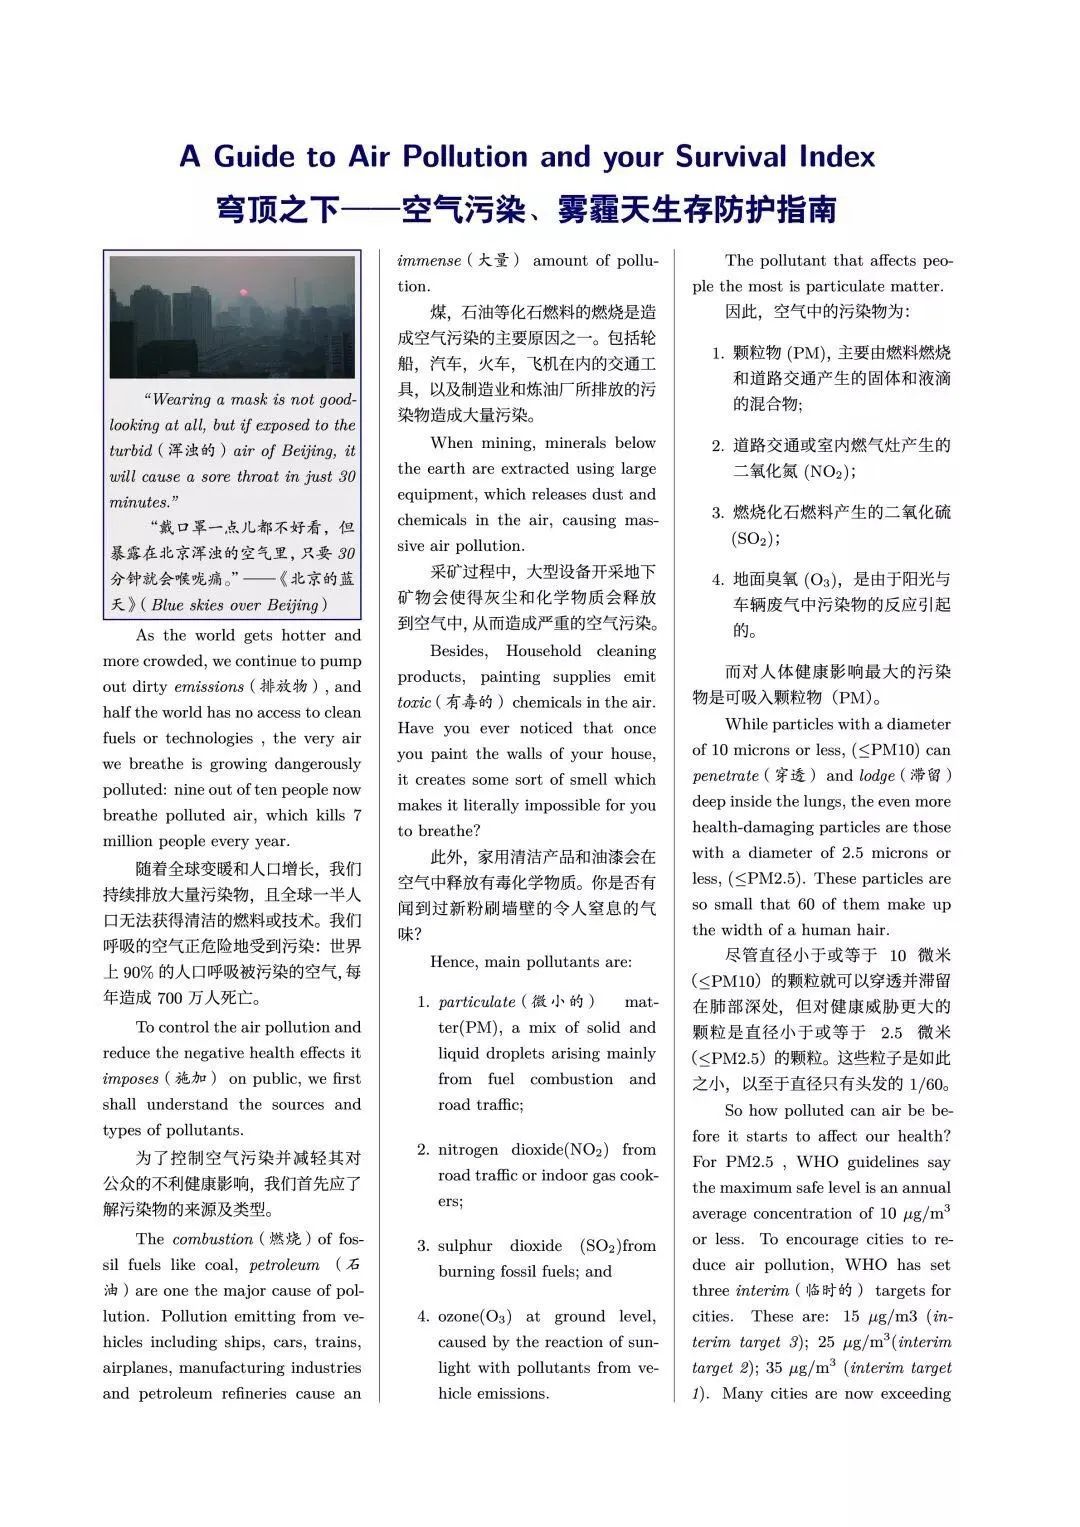 A Guide to Air Pollution and your Survival Index
穹顶之下——空气污染、雾霾天生存防护指南
“Wearing a mask is not good-
looking at all, but if exposed to the
turbid（浑浊的）air of Beijing, it
will cause a sore throat in just 30
minutes.”
“戴口罩一点儿都不好看，但
暴露在北京浑浊的空气里，只要 30
分钟就会喉咙痛。”——《北京的蓝
天》（Blue skies over Beijing）
As the world gets hotter and
more crowded, we continue to pump
out dirty emissions（排放物）, and
half the world has no access to clean
fuels or technologies , the very air
we breathe is growing dangerously
polluted: nine out of ten people now
breathe polluted air, which kills 7
million people every year.
随着全球变暖和人口增长，我们
持续排放大量污染物，且全球一半人
口无法获得清洁的燃料或技术。我们
呼吸的空气正危险地受到污染：世界
上 90% 的人口呼吸被污染的空气，每
年造成 700 万人死亡。
To control the air pollution and
reduce the negative health effects it
imposes（施加） on public, we first
shall understand the sources and
types of pollutants.
为了控制空气污染并减轻其对
公众的不利健康影响，我们首先应了
解污染物的来源及类型。
The combustion（燃烧）of fos-
sil fuels like coal, petroleum （石
油）are one the major cause of pol-
lution. Pollution emitting from ve-
hicles including ships, cars, trains,
airplanes, manufacturing industries
and petroleum refineries cause an
immense（大量） amount of pollu-
tion.
煤，石油等化石燃料的燃烧是造
成空气污染的主要原因之一。包括轮
船，汽车，火车，飞机在内的交通工
具，以及制造业和炼油厂所排放的污
染物造成大量污染。
When mining, minerals below
the earth are extracted using large
equipment, which releases dust and
chemicals in the air, causing mas-
sive air pollution.
采矿过程中，大型设备开采地下
矿物会使得灰尘和化学物质会释放
到空气中，从而造成严重的空气污染。
Besides, Household cleaning
products, painting supplies emit
toxic（有毒的）chemicals in the air.
Have you ever noticed that once
you paint the walls of your house,
it creates some sort of smell which
makes it literally impossible for you
to breathe?
此外，家用清洁产品和油漆会在
空气中释放有毒化学物质。你是否有
闻到过新粉刷墙壁的令人窒息的气
味？
Hence, main pollutants are:
1. particulate（微小的） mat-
ter(PM), a mix of solid and
liquid droplets arising mainly
from fuel combustion and
road traffic;
2. nitrogen dioxide(NO₂) from
road traffic or indoor gas cook-
ers;
3. sulphur dioxide (SO₂)from
burning fossil fuels; and
4. ozone(O₃) at ground level,
caused by the reaction of sun-
light with pollutants from ve-
hicle emissions.
The pollutant that affects peo-
ple the most is particulate matter.
因此，空气中的污染物为：
1. 颗粒物 (PM)，主要由燃料燃烧
和道路交通产生的固体和液滴
的混合物；
2. 道路交通或室内燃气灶产生的
二氧化氮 (NO₂)；
3. 燃烧化石燃料产生的二氧化硫
(SO₂)；
4. 地面臭氧 (O₃)，是由于阳光与
车辆废气中污染物的反应引起
的。
而对人体健康影响最大的污染
物是可吸入颗粒物（PM）。
While particles with a diameter
of 10 microns or less, (≤PM10) can
penetrate（穿透）and lodge（滞留）
deep inside the lungs, the even more
health-damaging particles are those
with a diameter of 2.5 microns or
less, (≤PM2.5). These particles are
so small that 60 of them make up
the width of a human hair.
尽管直径小于或等于 10 微米
（≤PM10）的颗粒就可以穿透并滞留
在肺部深处，但对健康威胁更大的
颗粒是直径小于或等于 2.5 微米
（≤PM2.5）的颗粒。这些粒子是如此
之小，以至于直径只有头发的 1/60。
So how polluted can air be be-
fore it starts to affect our health?
For PM2.5 , WHO guidelines say
the maximum safe level is an annual
average concentration of 10 μg/m³
or less. To encourage cities to re-
duce air pollution, WHO has set
three interim（临时的） targets for
cities. These are: 15 μg/m3 (in-
terim target 3); 25 μg/m³(interim
target 2); 35 μg/m³ (interim target
1). Many cities are now exceeding